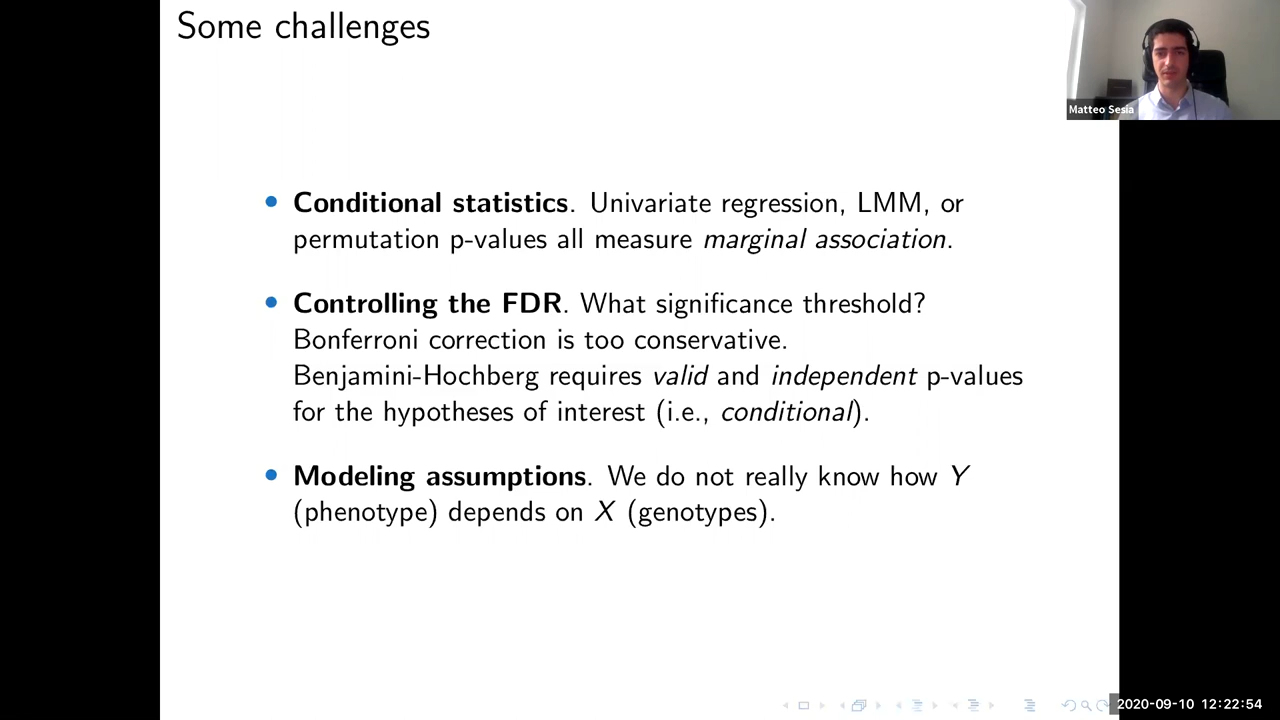 Some challenges
Matteo Sesia
• Conditional statistics. Univariate regression, LMM, or
permutation p-values all measure marginal association.
• Controlling the FDR. What significance threshold?
Bonferroni correction is too conservative.
Benjamini-Hochberg requires valid and independent p-values
for the hypotheses of interest (i.e., conditional).
• Modeling assumptions. We do not really know how Y
(phenotype) depends on X (genotypes).
2020-09-10 12:22:54